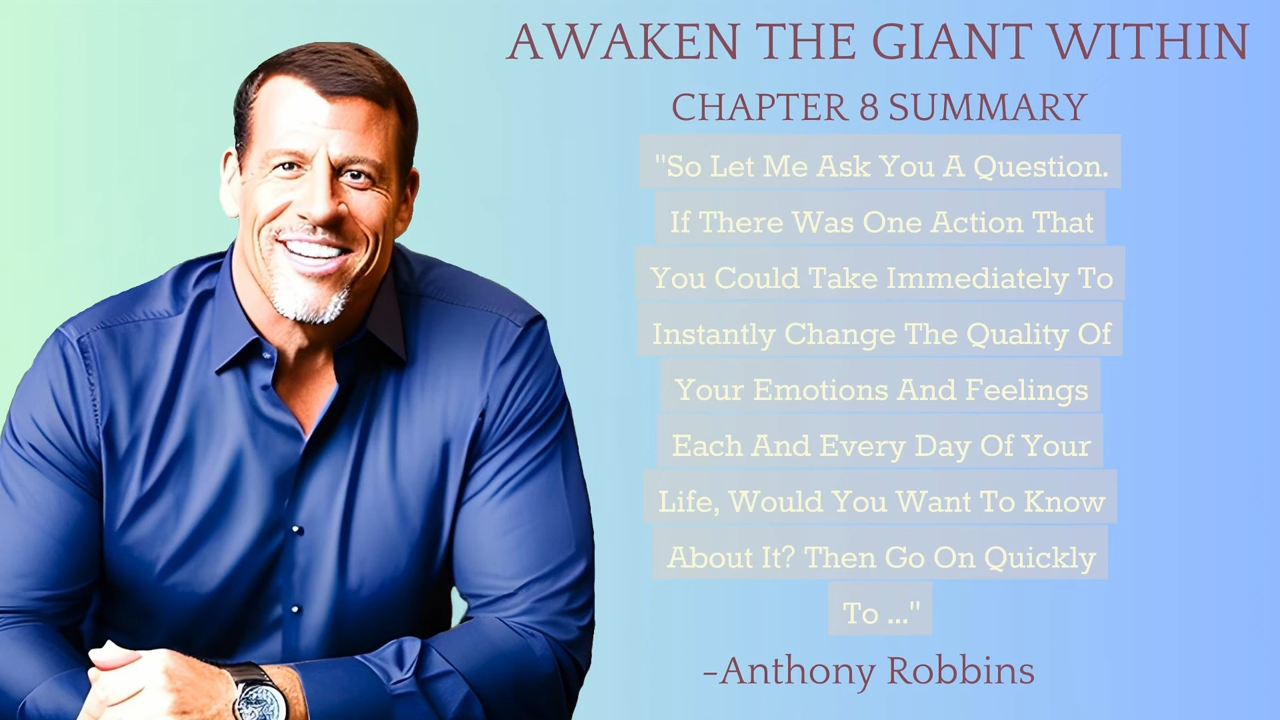 AWAKEN THE GIANT WITHIN
CHAPTER 8 SUMMARY
"So Let Me Ask You A Question.
If There Was One Action That
You Could Take Immediately To
Instantly Change The Quality Of
Your Emotions And Feelings
Each And Every Day Of Your
Life, Would You Want To Know
About It? Then Go On Quickly
To ..."
-Anthony Robbins